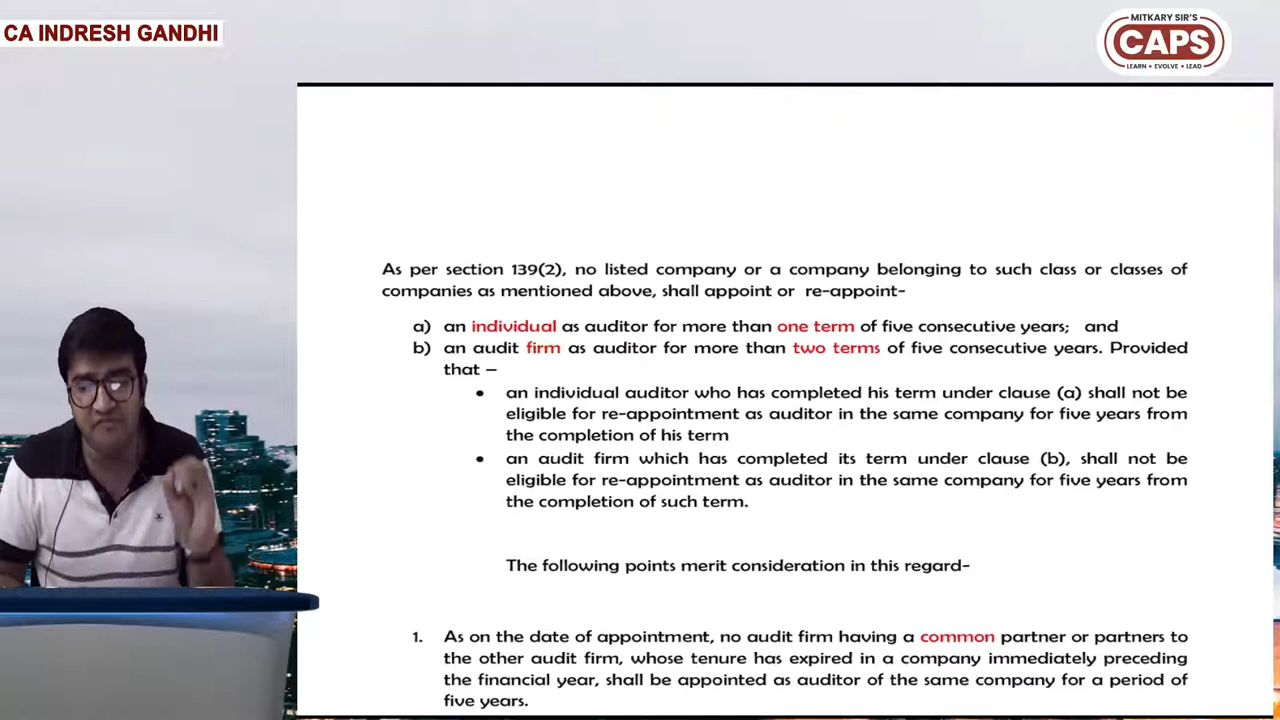 CA INDRESH GANDHI
MITKARY SIR'S
CAPS
LEARN • EVOLVE • LEAD
As per section 139(2), no listed company or a company belonging to such class or classes of
companies as mentioned above, shall appoint or re-appoint-
a) an individual as auditor for more than one term of five consecutive years; and
b) an audit firm as auditor for more than two terms of five consecutive years. Provided
that –
• an individual auditor who has completed his term under clause (a) shall not be
eligible for re-appointment as auditor in the same company for five years from
the completion of his term
• an audit firm which has completed its term under clause (b), shall not be
eligible for re-appointment as auditor in the same company for five years from
the completion of such term.
The following points merit consideration in this regard-
1. As on the date of appointment, no audit firm having a common partner or partners to
the other audit firm, whose tenure has expired in a company immediately preceding
the financial year, shall be appointed as auditor of the same company for a period of
five years.